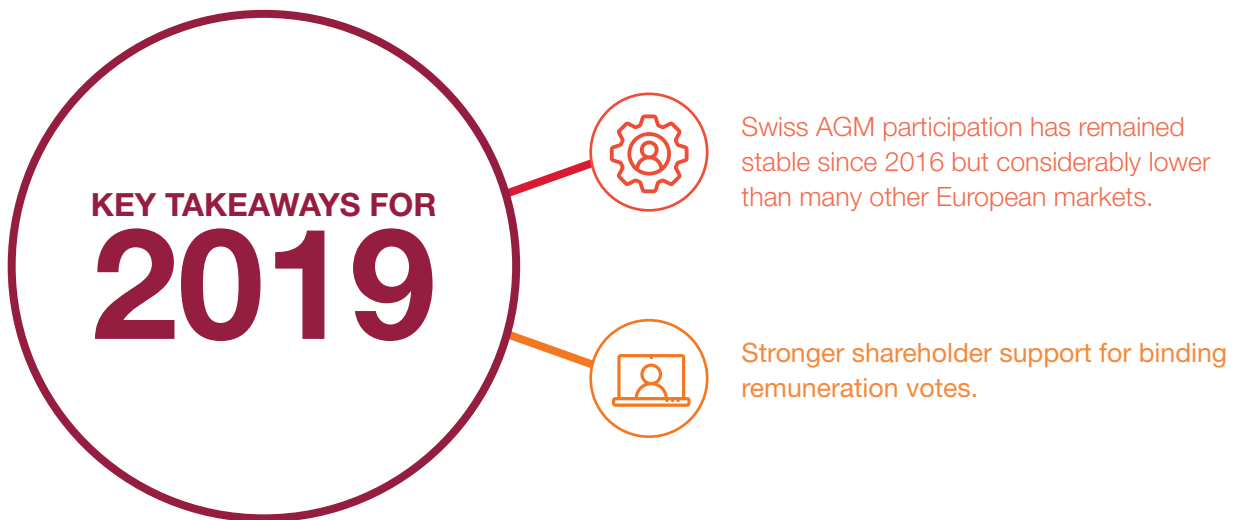 KEY TAKEAWAYS FOR
2019
Swiss AGM participation has remained
stable since 2016 but considerably lower
than many other European markets.
Stronger shareholder support for binding
remuneration votes.